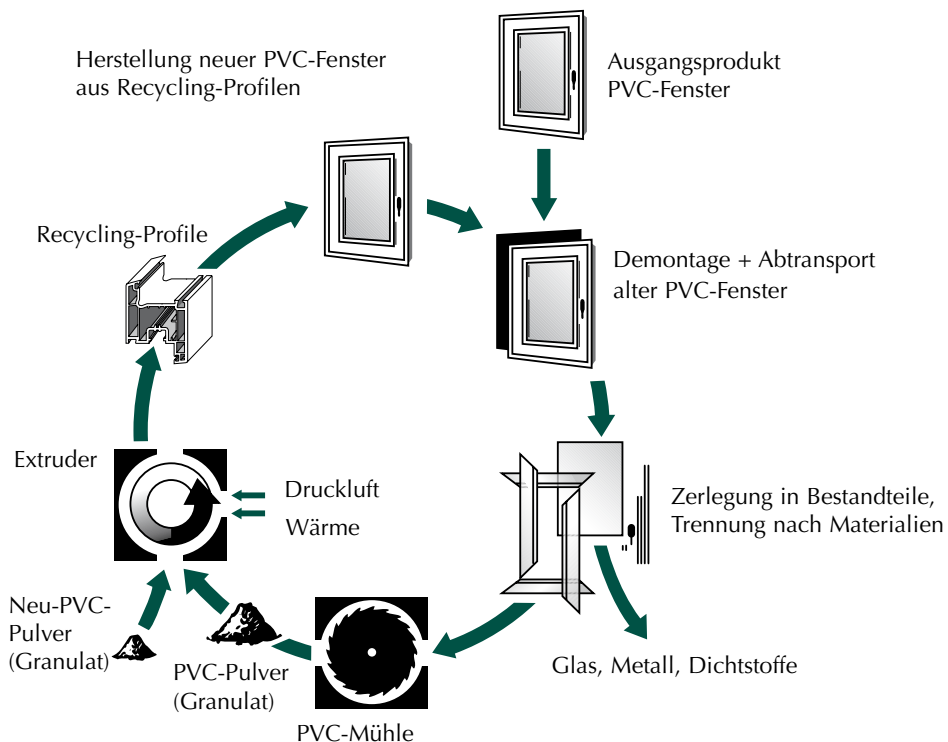 Herstellung neuer PVC-Fenster
aus Recycling-Profilen
Ausgangsprodukt
PVC-Fenster
Recycling-Profile
Demontage + Abtransport
alter PVC-Fenster
Extruder
Druckluft
Wärme
Zerlegung in Bestandteile,
Trennung nach Materialien
Neu-PVC-
Pulver
(Granulat)
PVC-Pulver
(Granulat)
PVC-Mühle
Glas, Metall, Dichtstoffe